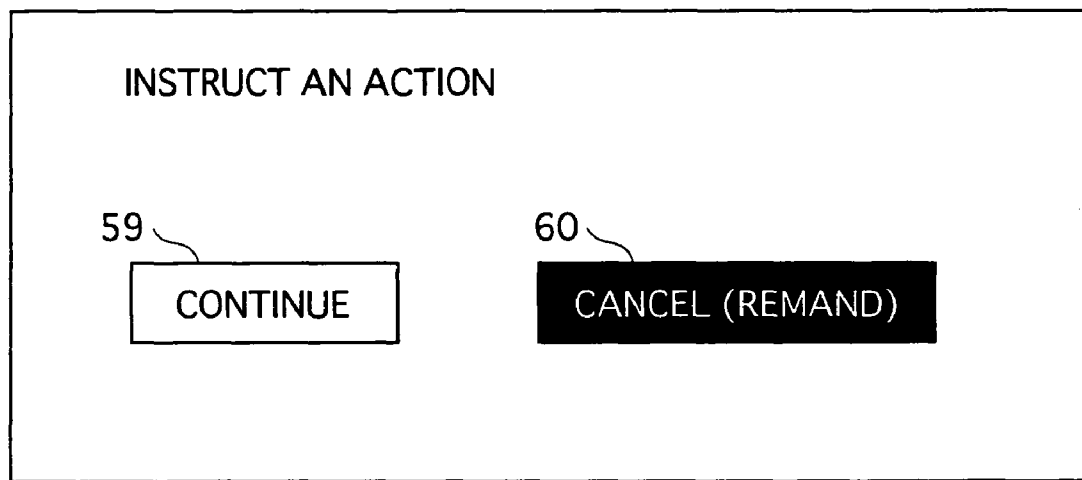 INSTRUCT AN ACTION
59
60
CONTINUE
CANCEL (REMAND)